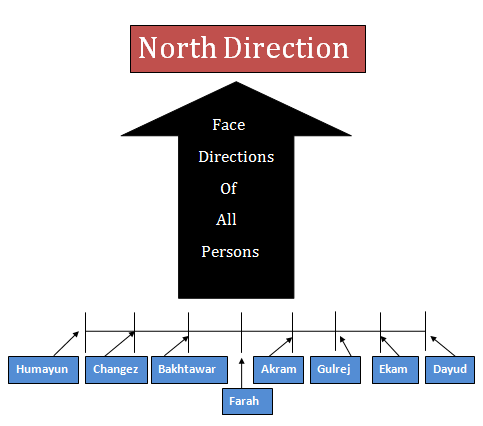 North Direction
Face
Directions
Of
All
Persons
Humayun
Changez
Bakhtawar
Akram
Gulrej
Ekam
Dayud
Farah